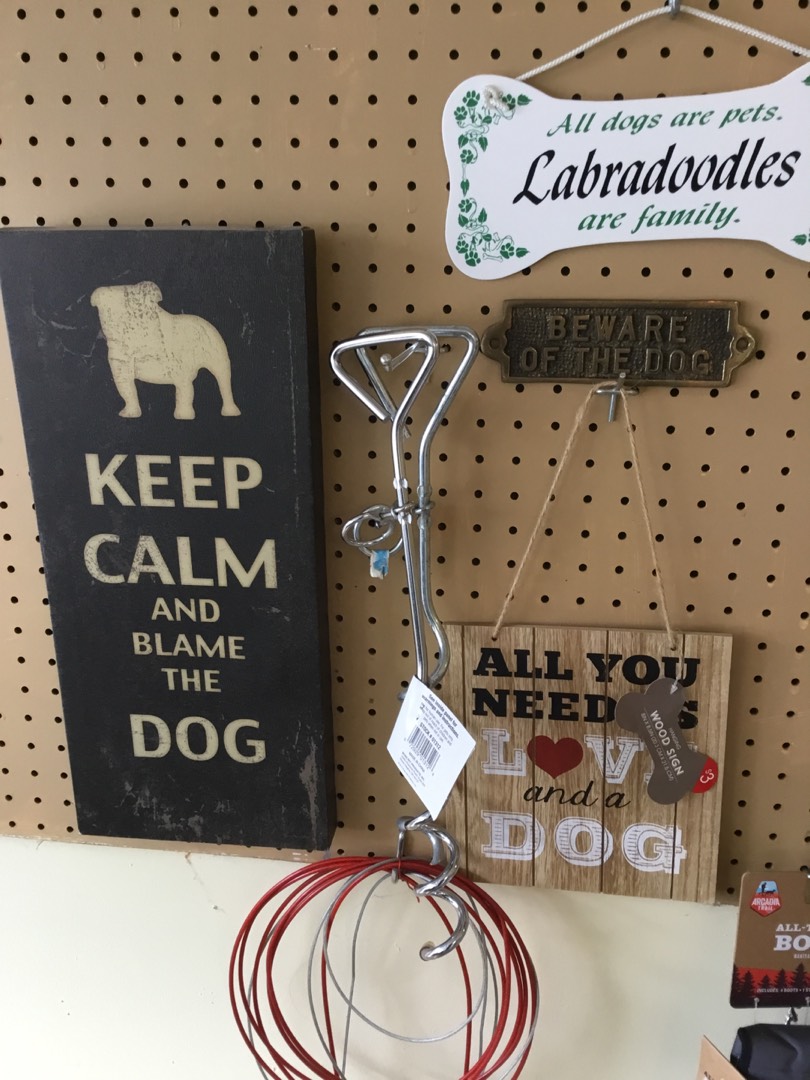 All dogs are pets.
Labradoodles
are family.
BEWARE
OF THE DOG
KEEP
CALM
AND
BLAME
THE
DOG
ALL YOU
NEED
and a
DOG
WOOD SIGN
$3
ARCADIA
TRAIL